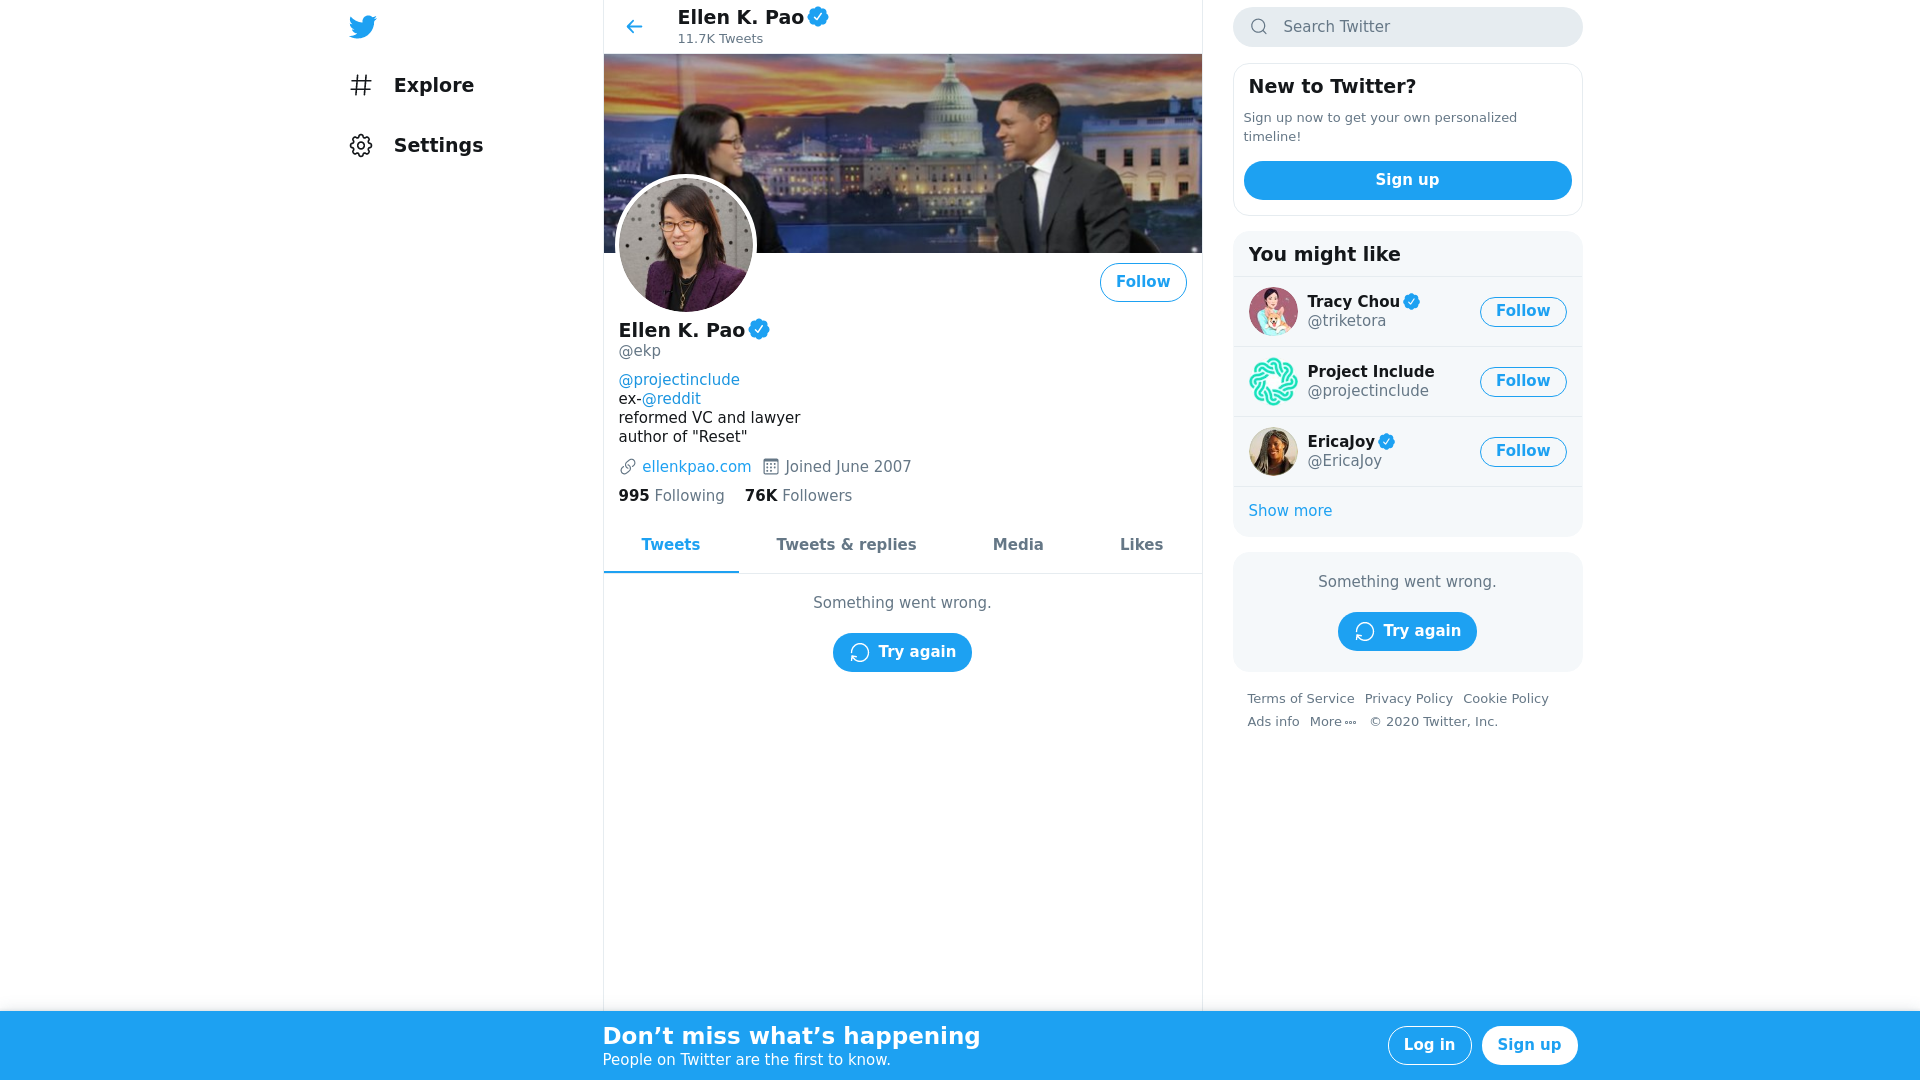 Explore
Settings
Ellen K. Pao
11.7K Tweets
Follow
Ellen K. Pao
@ekp
@projectinclude
ex-@reddit
reformed VC and lawyer
author of "Reset"
ellenkpao.com Joined June 2007
995 Following 76K Followers
Tweets Tweets & replies Media Likes
Something went wrong.
Try again
Search Twitter
New to Twitter?
Sign up now to get your own personalized
timeline!
Sign up
You might like
Tracy Chou
@triketora
Follow
Project Include
@projectinclude
Follow
EricaJoy
@EricaJoy
Follow
Show more
Something went wrong.
Try again
Terms of Service Privacy Policy Cookie Policy
Ads info More © 2020 Twitter, Inc.
Don’t miss what’s happening
People on Twitter are the first to know.
Log in Sign up